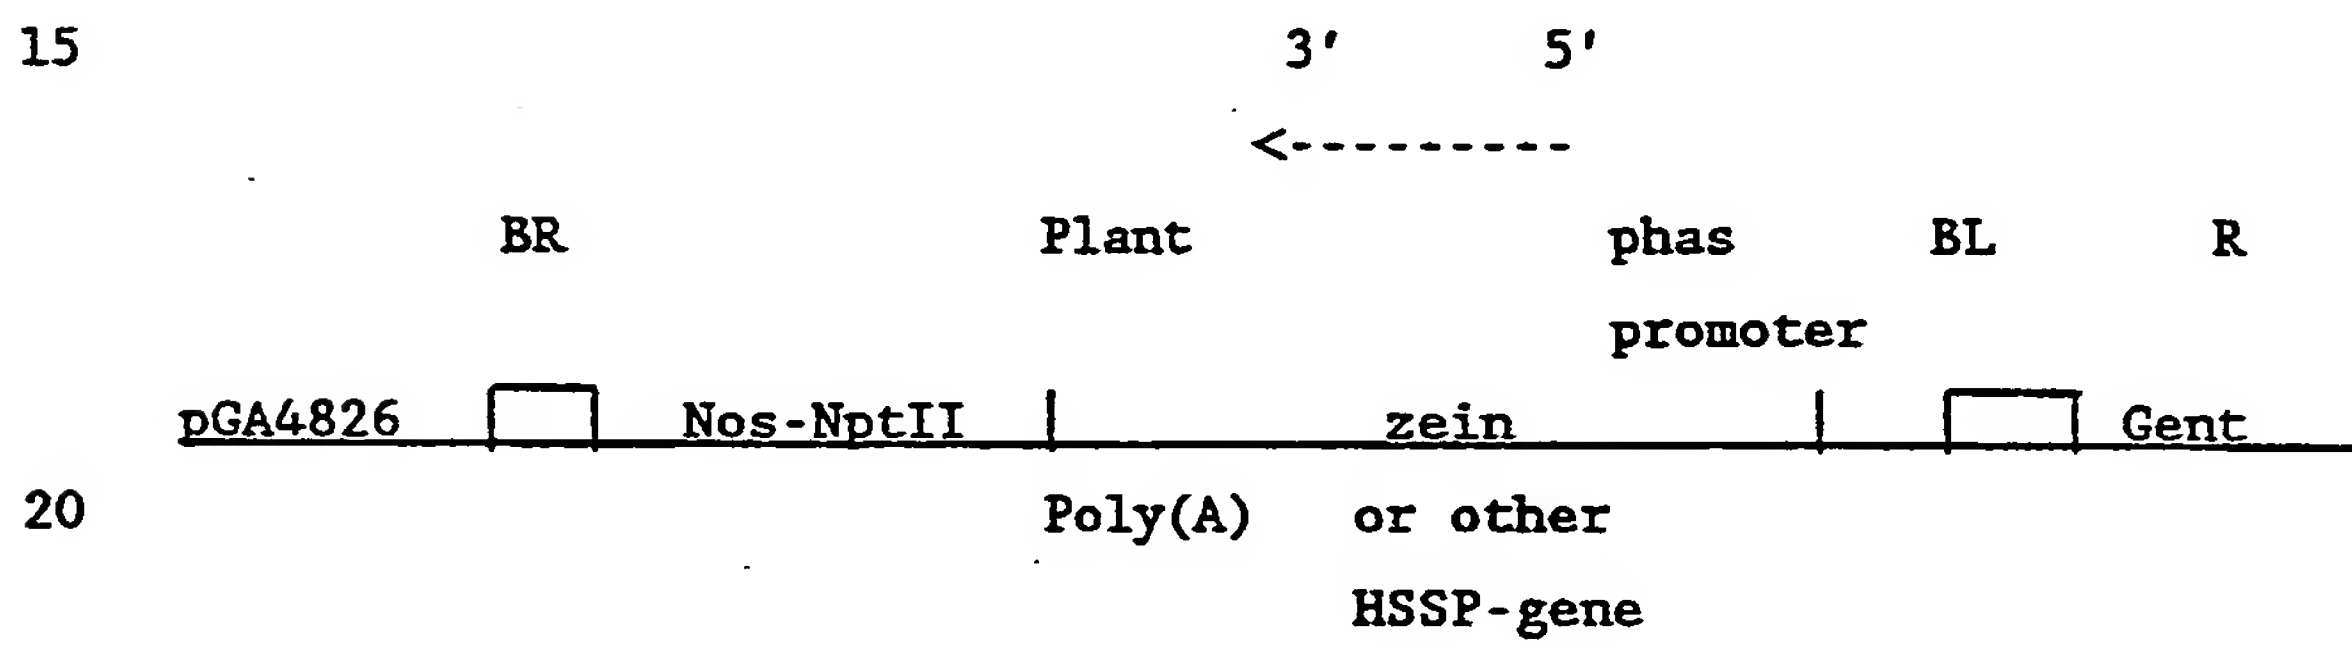 15 3' 5'
<---------
BR Plant phas BL R
promoter
pGA4826 Nos-NptII zein Gent
20 Poly(A) or other
HSSP-gene